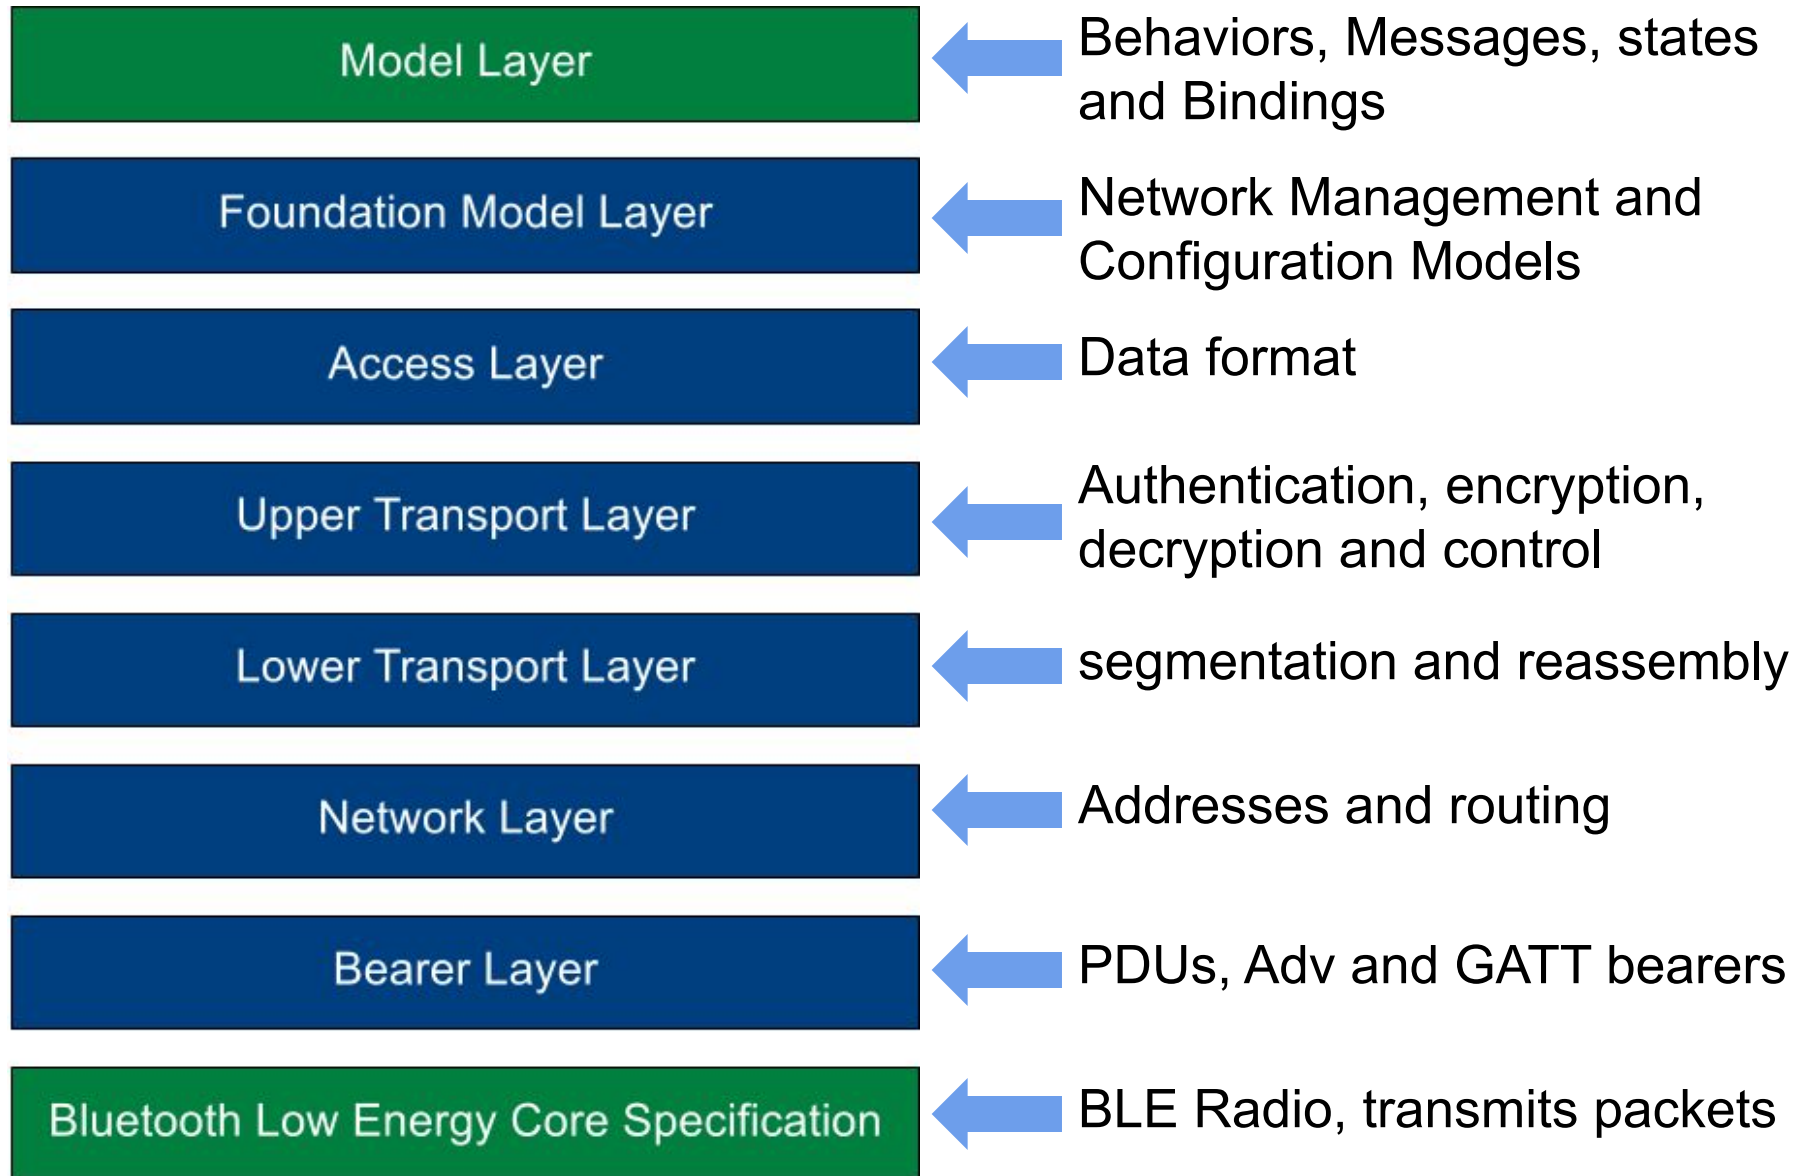 Model Layer
Behaviors, Messages, states
and Bindings
Foundation Model Layer
Network Management and
Configuration Models
Access Layer
Data format
Upper Transport Layer
Authentication, encryption,
decryption and control
Lower Transport Layer
segmentation and reassembly
Network Layer
Addresses and routing
Bearer Layer
PDUs, Adv and GATT bearers
Bluetooth Low Energy Core Specification
BLE Radio, transmits packets